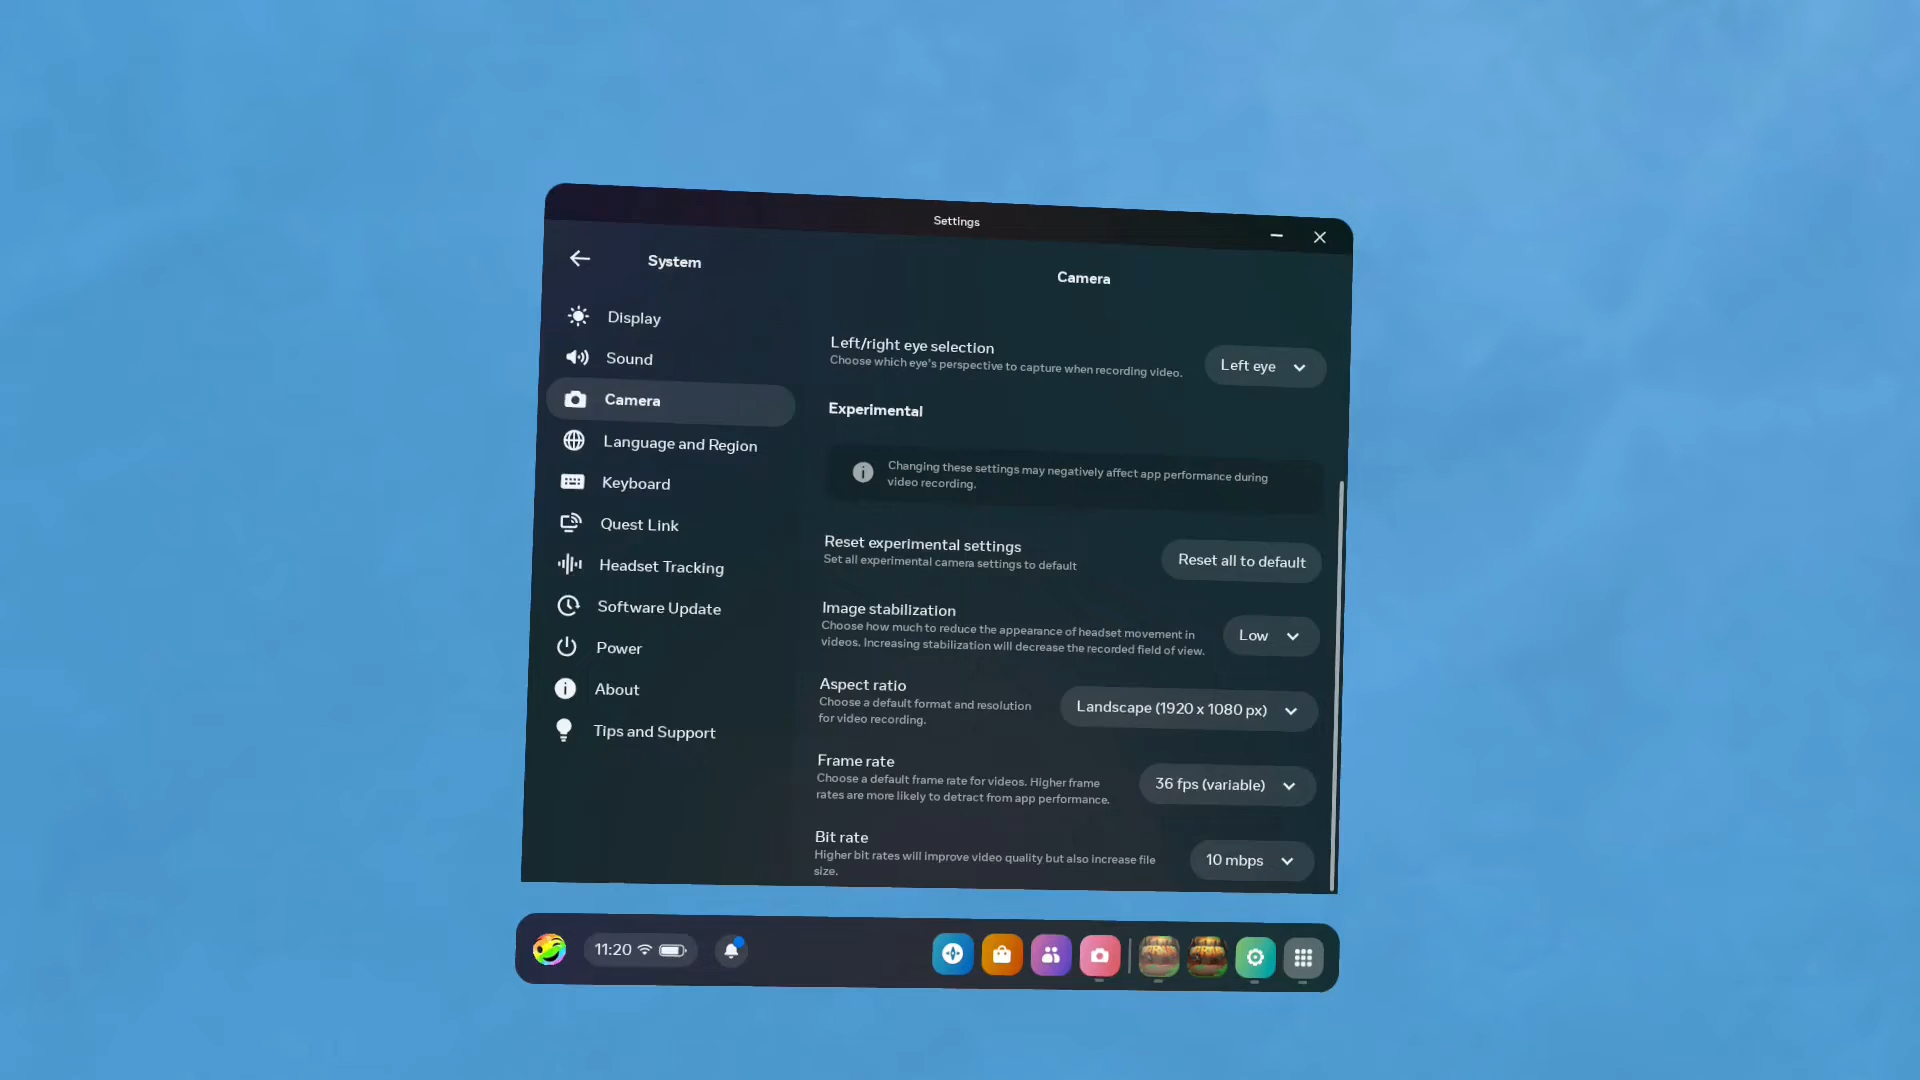 Settings
System
Camera
Display
Sound
Camera
Language and Region
Keyboard
Quest Link
Headset Tracking
Software Update
Power
About
Tips and Support
Left/right eye selection
Choose which eye's perspective to capture when recording video.
Left eye
Experimental
Changing these settings may negatively affect app performance during
video recording.
Reset experimental settings
Set all experimental camera settings to default
Reset all to default
Image stabilization
Choose how much to reduce the appearance of headset movement in
videos. Increasing stabilization will decrease the recorded field of view.
Low
Aspect ratio
Choose a default format and resolution
for video recording.
Landscape (1920 x 1080 px)
Frame rate
Choose a default frame rate for videos. Higher frame
rates are more likely to detract from app performance.
36 fps (variable)
Bit rate
Higher bit rates will improve video quality but also increase file
size.
10 mbps
11:20